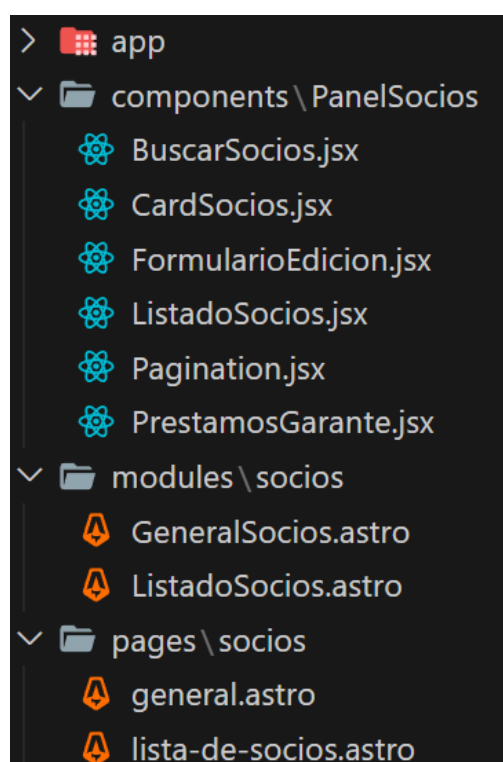 app
components\PanelSocios
BuscarSocios.jsx
CardSocios.jsx
FormularioEdicion.jsx
ListadoSocios.jsx
Pagination.jsx
PrestamosGarante.jsx
modules\socios
GeneralSocios.astro
ListadoSocios.astro
pages\socios
general.astro
lista-de-socios.astro